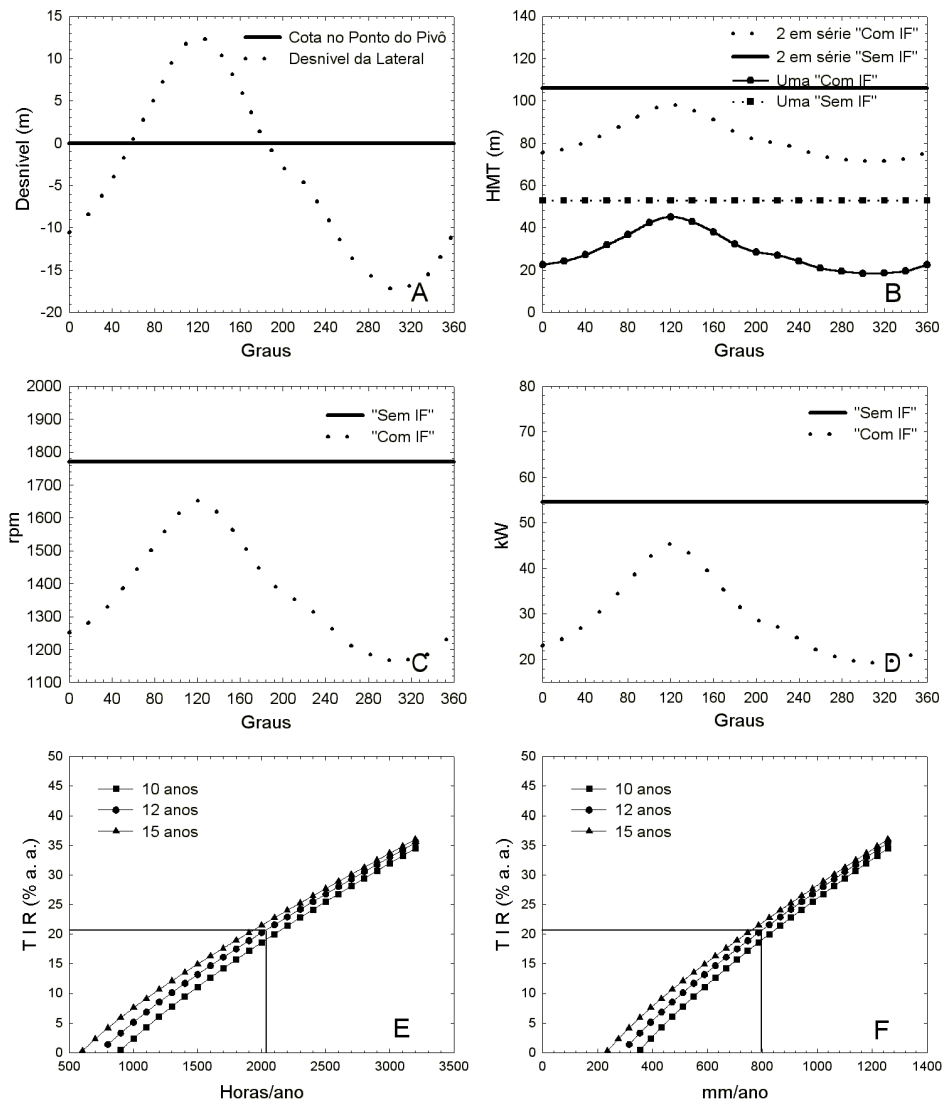 15
10
5
0
-5
-10
-15
-20
Desnível (m)
Cota no Ponto do Pivô
Desnível da Lateral
A
0 40 80 120 160 200 240 280 320 360
Graus
140
120
100
80
60
40
20
0
HMT (m)
2 em série "Com IF"
2 em série "Sem IF"
Uma "Com IF"
Uma "Sem IF"
B
0 40 80 120 160 200 240 280 320 360
Graus
2000
1900
1800
1700
1600
1500
1400
1300
1200
1100
rpm
"Sem IF"
"Com IF"
C
0 40 80 120 160 200 240 280 320 360
Graus
80
70
60
50
40
30
20
kW
"Sem IF"
"Com IF"
D
0 40 80 120 160 200 240 280 320 360
Graus
50
45
40
35
30
25
20
15
10
5
0
T I R (% a. a.)
10 anos
12 anos
15 anos
E
500 1000 1500 2000 2500 3000 3500
Horas/ano
50
45
40
35
30
25
20
15
10
5
0
T I R (% a. a.)
10 anos
12 anos
15 anos
F
0 200 400 600 800 1000 1200 1400
mm/ano